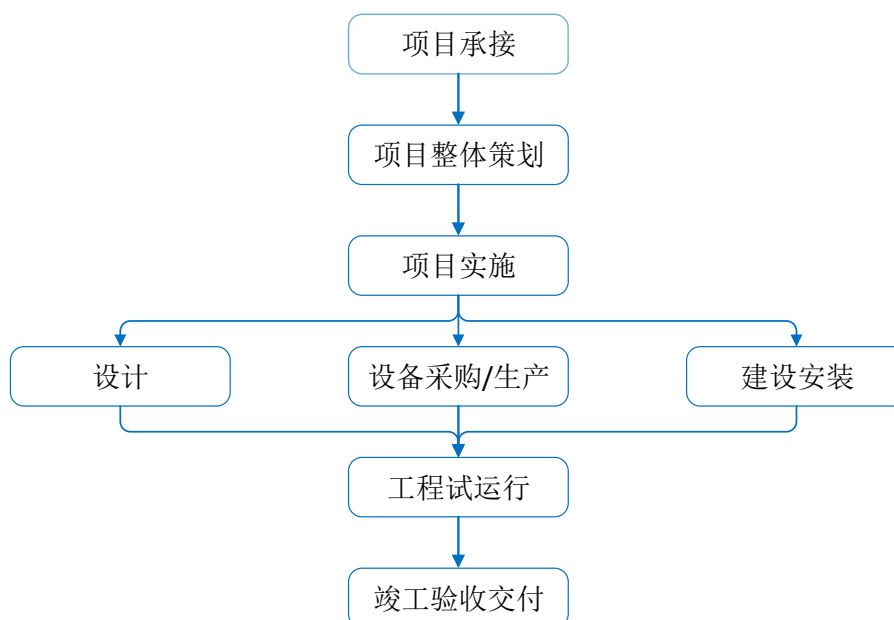 项目承接
项目整体策划
项目实施
设计
设备采购/生产
建设安装
工程试运行
竣工验收交付